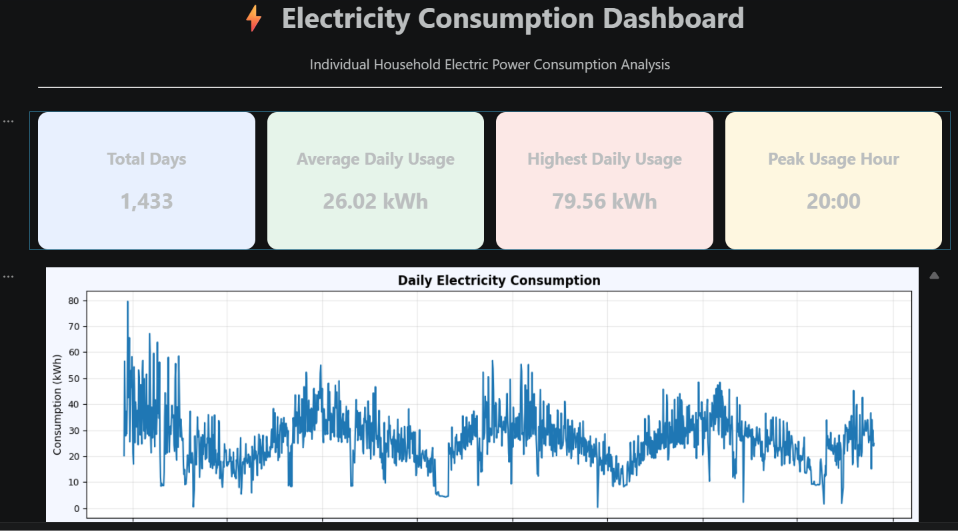 ⚡ Electricity Consumption Dashboard
Individual Household Electric Power Consumption Analysis
...
Total Days
1,433
Average Daily Usage
26.02 kWh
Highest Daily Usage
79.56 kWh
Peak Usage Hour
20:00
...
Daily Electricity Consumption
Consumption (kWh)
80
70
60
50
40
30
20
10
0